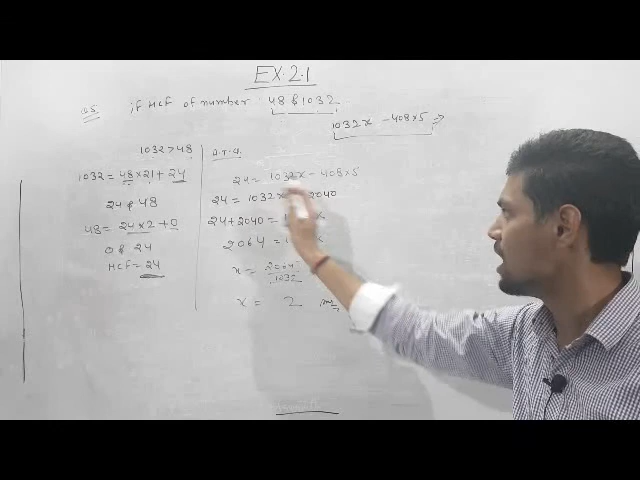 EX.2.1
Q5. if HCF of number 48 & 1032
1032x - 408×5 ⇒
1032 > 48
1032 = 48 × 21 + 24
24 & 48
48 = 24 × 2 + 0
0 & 24
HCF = 24
A.T.Q.
24 = 1032x - 408×5
24 = 1032x - 2040
24 + 2040 = x
2064 = x
x = 2064/1032
x = 2 Ans